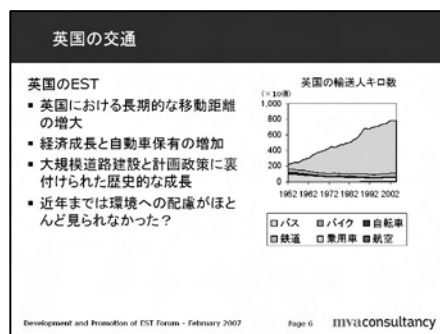 英国の交通
英国のEST
▪ 英国における長期的な移動距離
の増大
▪ 経済成長と自動車保有の増加
▪ 大規模道路建設と計画政策に裏
付けられた歴史的な成長
▪ 近年までは環境への配慮がほと
んど見られなかった？
英国の輸送人キロ数
(×10億)
1,000
800
600
400
200
0
1952 1962 1972 1982 1992 2002
バス バイク 自転車
鉄道 乗用車 航空
Development and Promotion of EST Forum - February 2007
Page 6
mvaconsultancy